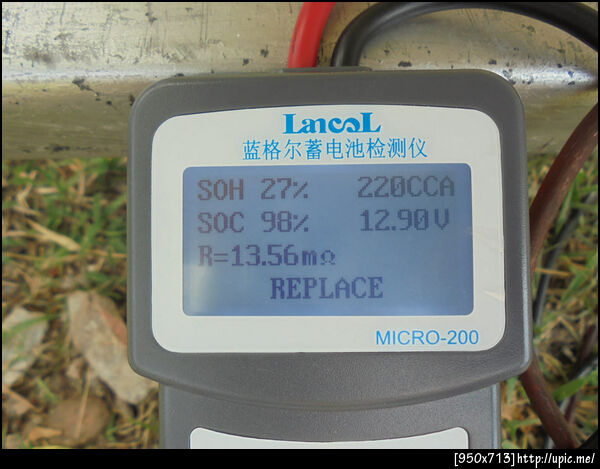 LancoL
蓝格尔蓄电池检测仪
SOH 27% 220CCA
SOC 98% 12.90V
R=13.56mΩ
REPLACE
MICRO-200
[950x713]http://upic.me/